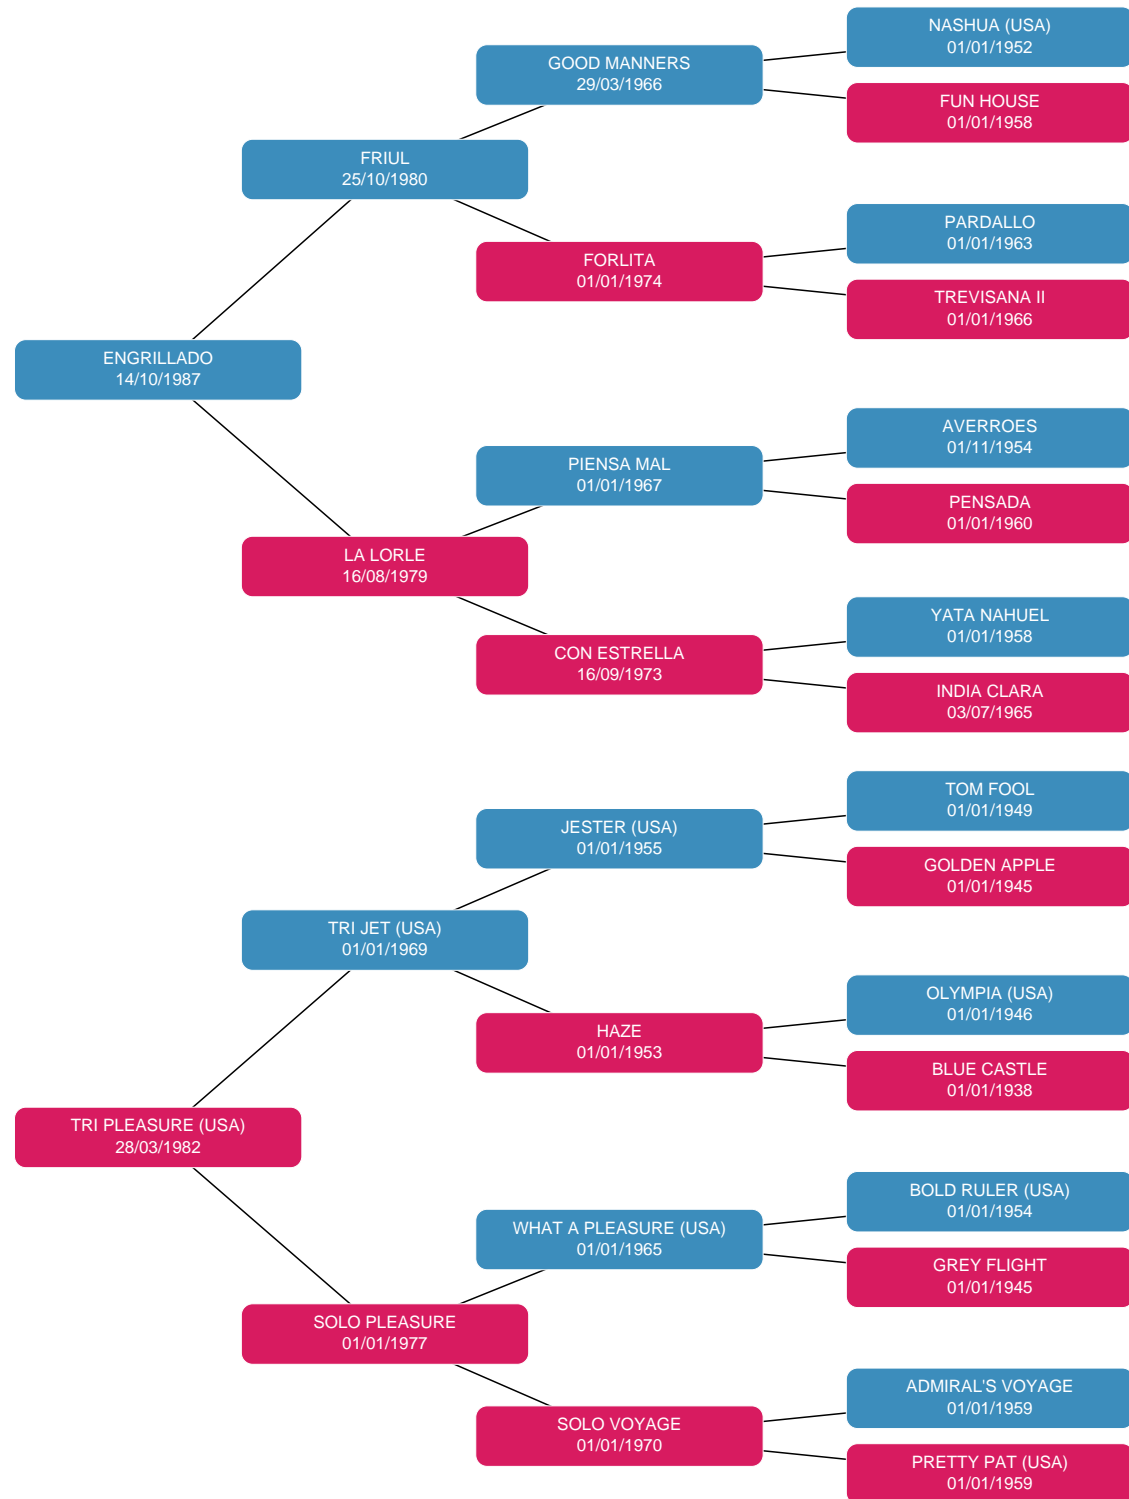 NASHUA (USA)
01/01/1952
GOOD MANNERS
29/03/1966
FUN HOUSE
01/01/1958
FRIUL
25/10/1980
PARDALLO
01/01/1963
FORLITA
01/01/1974
TREVISANA II
01/01/1966
ENGRILLADO
14/10/1987
AVERROES
01/11/1954
PIENSA MAL
01/01/1967
PENSADA
01/01/1960
LA LORLE
16/08/1979
YATA NAHUEL
01/01/1958
CON ESTRELLA
16/09/1973
INDIA CLARA
03/07/1965
TOM FOOL
01/01/1949
JESTER (USA)
01/01/1955
GOLDEN APPLE
01/01/1945
TRI JET (USA)
01/01/1969
OLYMPIA (USA)
01/01/1946
HAZE
01/01/1953
BLUE CASTLE
01/01/1938
TRI PLEASURE (USA)
28/03/1982
BOLD RULER (USA)
01/01/1954
WHAT A PLEASURE (USA)
01/01/1965
GREY FLIGHT
01/01/1945
SOLO PLEASURE
01/01/1977
ADMIRAL'S VOYAGE
01/01/1959
SOLO VOYAGE
01/01/1970
PRETTY PAT (USA)
01/01/1959